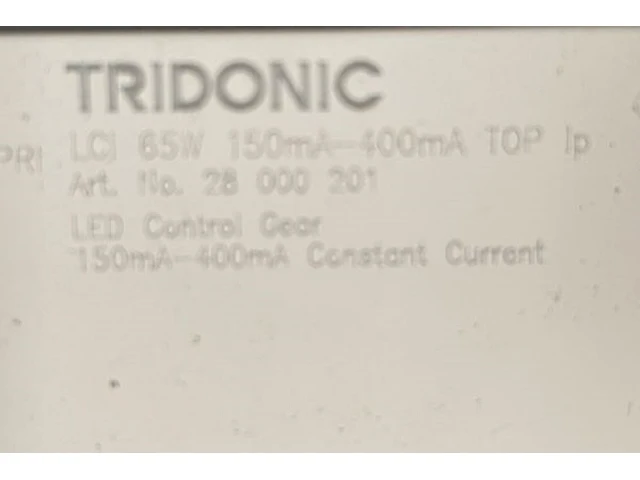 TRIDONIC
PRI
LCI 65W 150mA-400mA TOP lp
Art. No. 28 000 201
LED Control Gear
150mA-400mA Constant Current